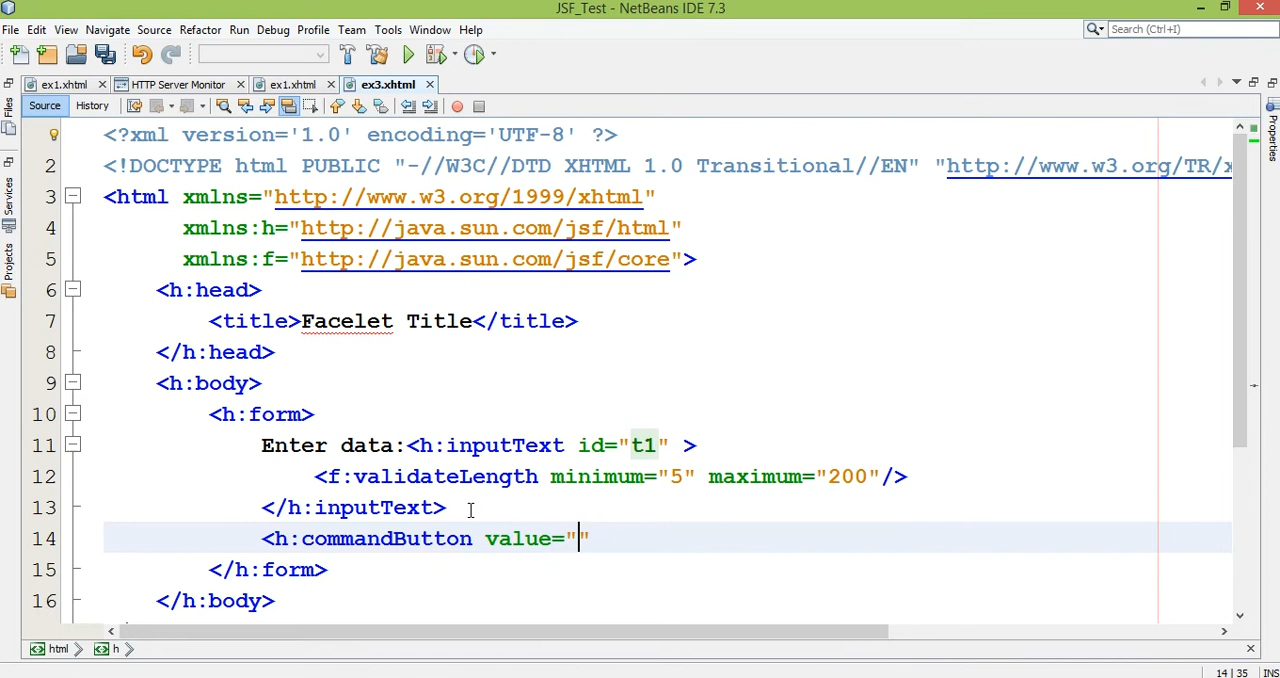 JSF_Test - NetBeans IDE 7.3
File Edit View Navigate Source Refactor Run Debug Profile Team Tools Window Help
Search (Ctrl+I)
ex1.xhtml HTTP Server Monitor ex1.xhtml ex3.xhtml
Source History
Files
Services
Projects
Properties
<?xml version='1.0' encoding='UTF-8' ?>
2 <!DOCTYPE html PUBLIC "-//W3C//DTD XHTML 1.0 Transitional//EN" "http://www.w3.org/TR/x
3 <html xmlns="http://www.w3.org/1999/xhtml"
4 xmlns:h="http://java.sun.com/jsf/html"
5 xmlns:f="http://java.sun.com/jsf/core">
6 <h:head>
7 <title>Facelet Title</title>
8 </h:head>
9 <h:body>
10 <h:form>
11 Enter data:<h:inputText id="t1" >
12 <f:validateLength minimum="5" maximum="200"/>
13 </h:inputText>
14 <h:commandButton value=""
15 </h:form>
16 </h:body>
html h
14 | 35 INS